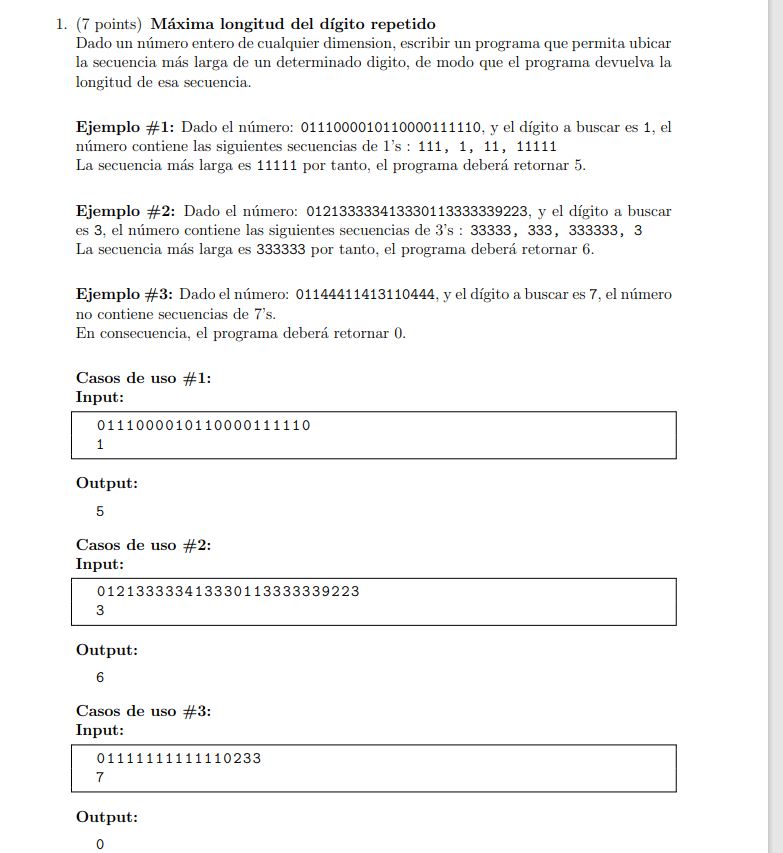 1. (7 points) Máxima longitud del dígito repetido
Dado un número entero de cualquier dimension, escribir un programa que permita ubicar
la secuencia más larga de un determinado digito, de modo que el programa devuelva la
longitud de esa secuencia.
Ejemplo #1: Dado el número: 0111000010110000111110, y el dígito a buscar es 1, el
número contiene las siguientes secuencias de 1's : 111, 1, 11, 11111
La secuencia más larga es 11111 por tanto, el programa deberá retornar 5.
Ejemplo #2: Dado el número: 0121333334133301133333​39223, y el dígito a buscar
es 3, el número contiene las siguientes secuencias de 3's : 33333, 333, 333333, 3
La secuencia más larga es 333333 por tanto, el programa deberá retornar 6.
Ejemplo #3: Dado el número: 01144411413110444, y el dígito a buscar es 7, el número
no contiene secuencias de 7's.
En consecuencia, el programa deberá retornar 0.
Casos de uso #1:
Input:
0111000010110000111110
1
Output:
5
Casos de uso #2:
Input:
0121333334133301133333339223
3
Output:
6
Casos de uso #3:
Input:
01111111111110233
7
Output:
0